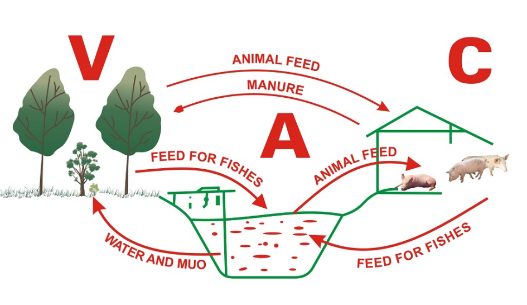 V
C
ANIMAL FEED
MANURE
A
FEED FOR FISHES
ANIMAL FEED
WATER AND MUO
FEED FOR FISHES